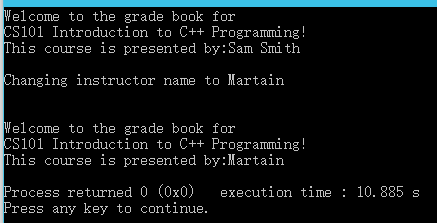 Welcome to the grade book for
CS101 Introduction to C++ Programming!
This course is presented by:Sam Smith
Changing instructor name to Martain
Welcome to the grade book for
CS101 Introduction to C++ Programming!
This course is presented by:Martain
Process returned 0 (0x0)   execution time : 10.885 s
Press any key to continue.